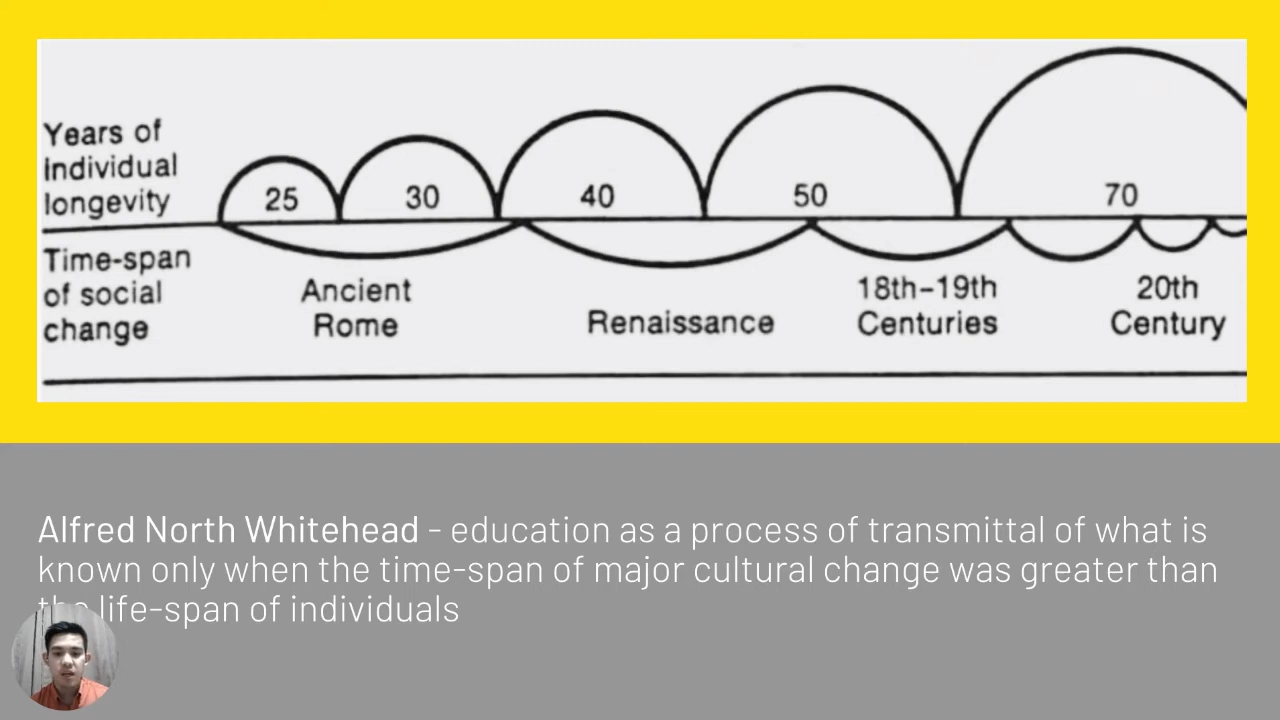 Years of
individual
longevity
25 30 40 50 70
Time-span
of social
change
Ancient
Rome
Renaissance
18th-19th
Centuries
20th
Century
Alfred North Whitehead - education as a process of transmittal of what is
known only when the time-span of major cultural change was greater than
the life-span of individuals